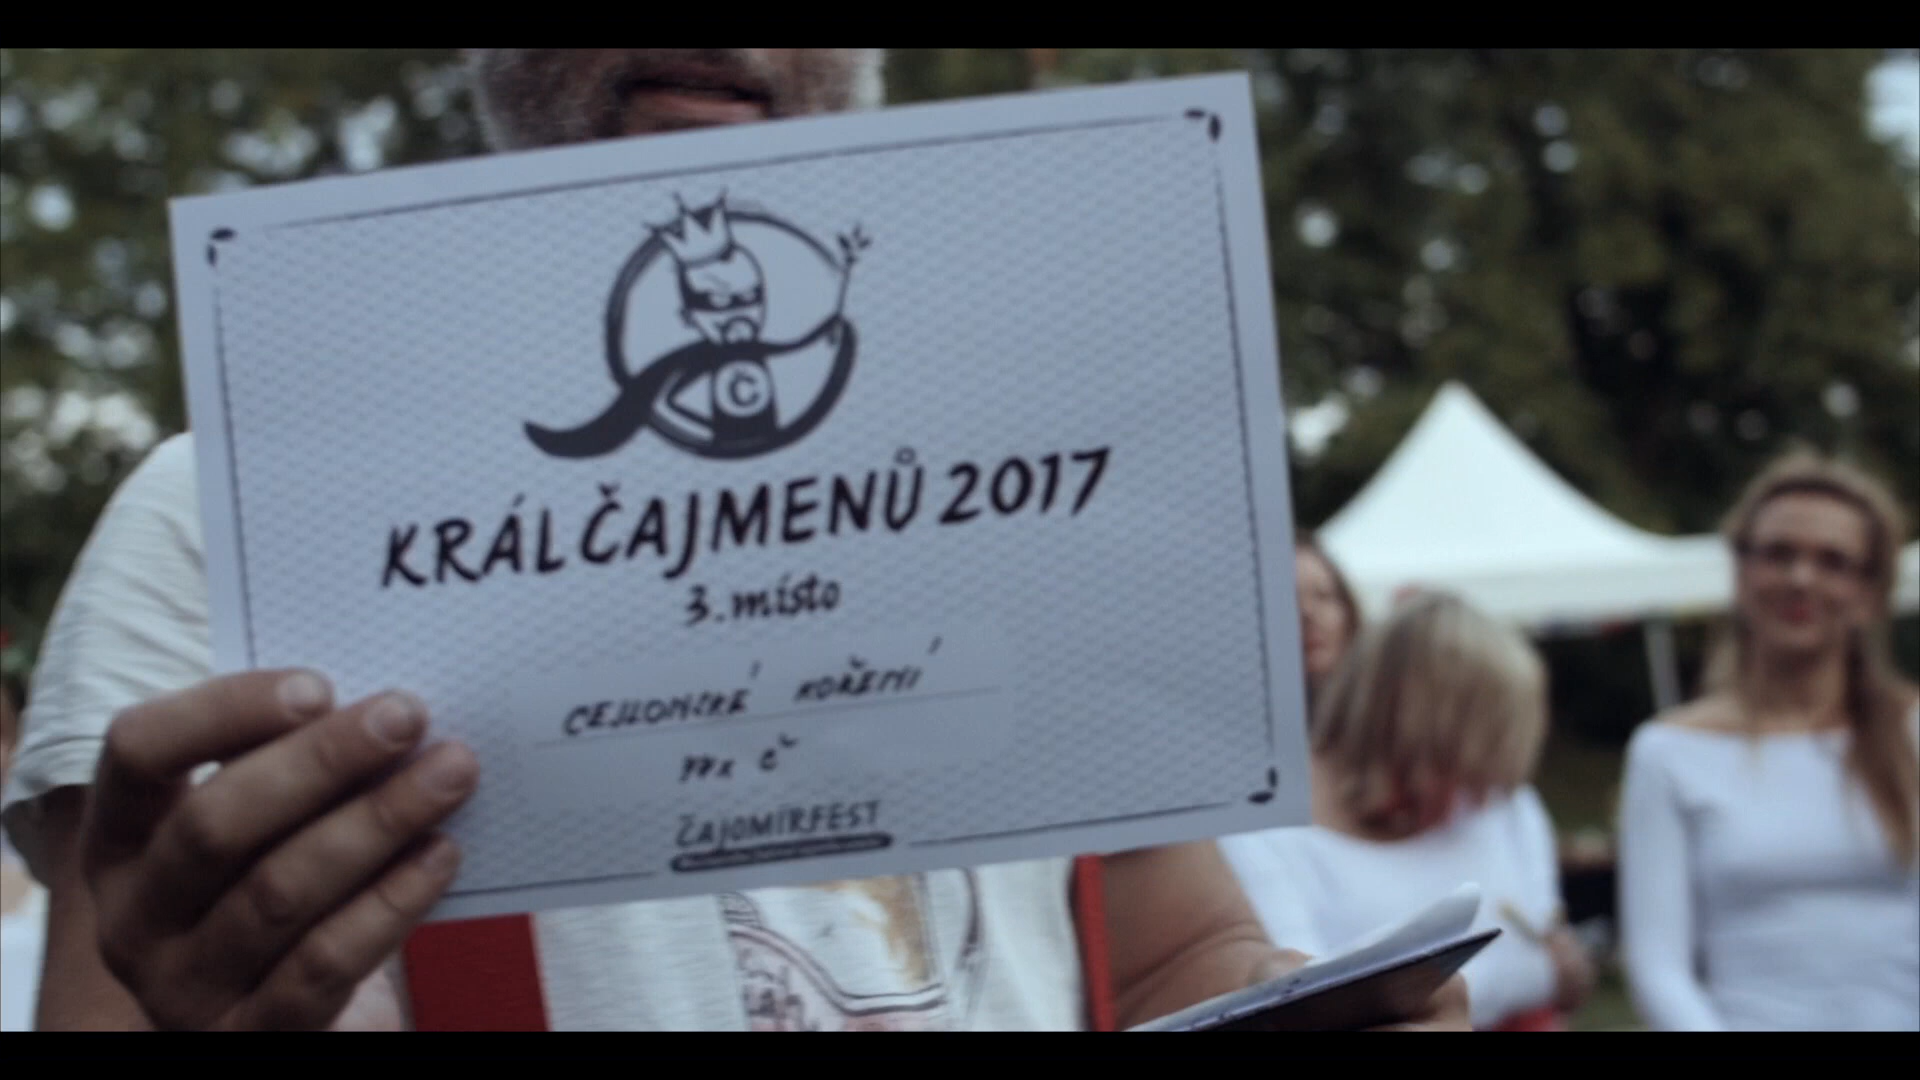 Č
KRÁL ČAJMENŮ 2017
3. místo
CEJLONSKÉ KOŘENÍ
ČAJOMÍRFEST